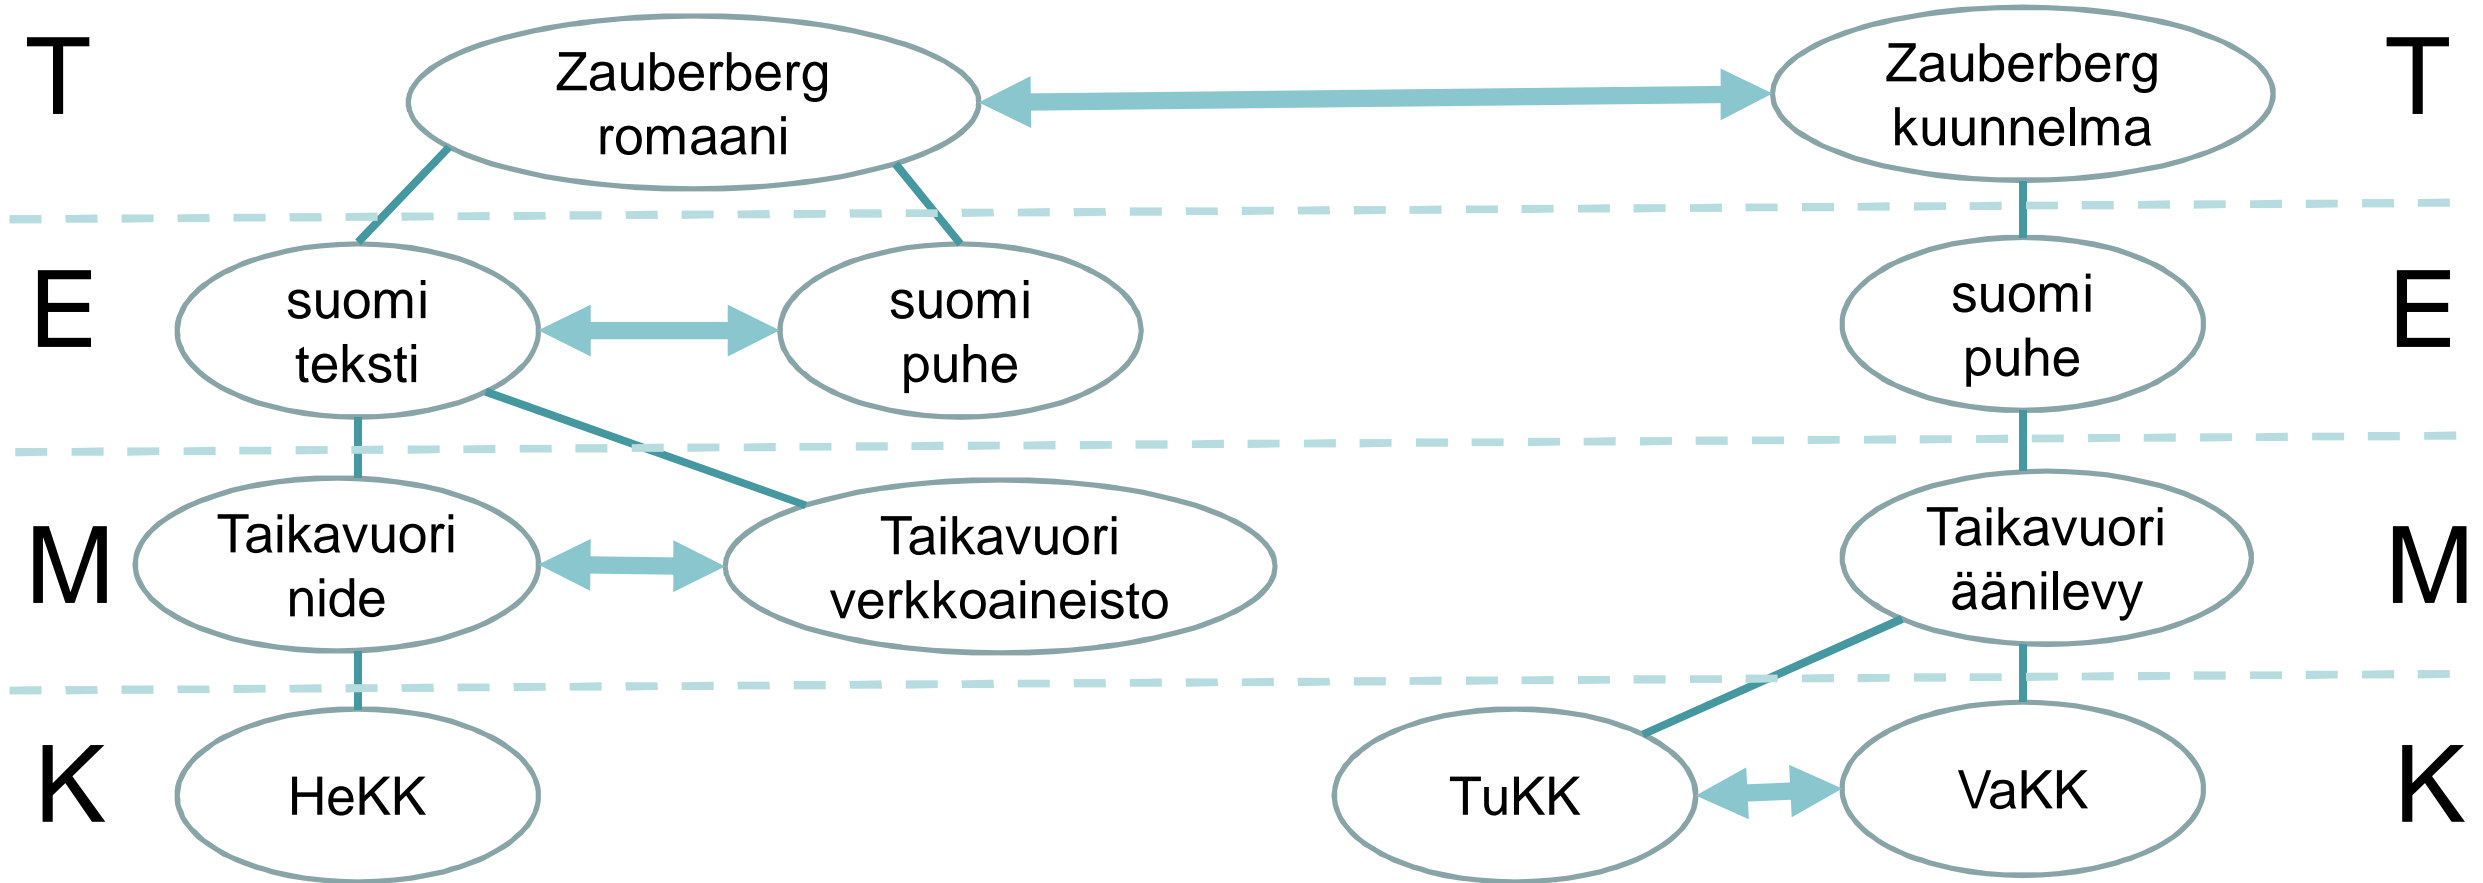 T
Zauberberg
romaani
Zauberberg
kuunnelma
T
E
suomi
teksti
suomi
puhe
suomi
puhe
E
M
Taikavuori
nide
Taikavuori
verkkoaineisto
Taikavuori
äänilevy
M
K
HeKK
TuKK
VaKK
K